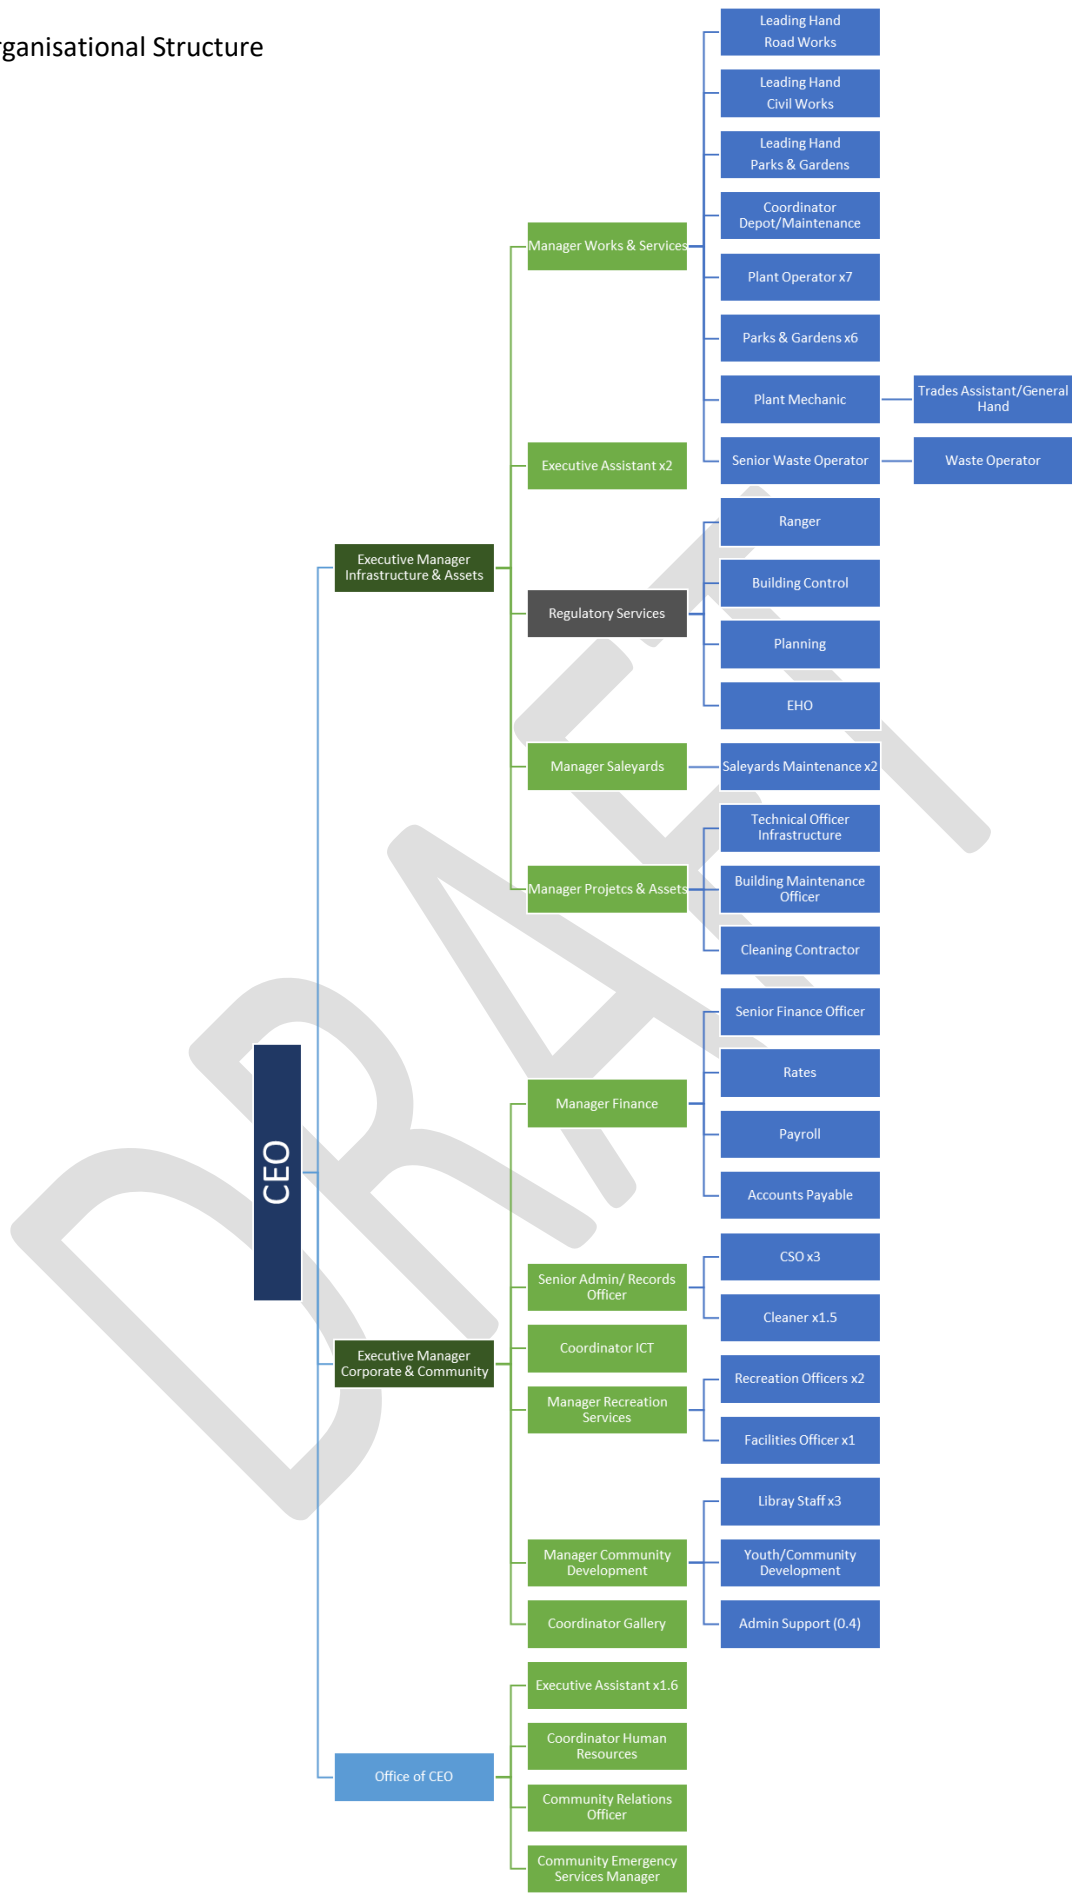 rganisational Structure
Leading Hand
Road Works
Leading Hand
Civil Works
Leading Hand
Parks & Gardens
Coordinator
Depot/Maintenance
Manager Works & Services
Plant Operator x7
Parks & Gardens x6
Plant Mechanic
Trades Assistant/General
Hand
Executive Assistant x2
Senior Waste Operator
Waste Operator
Ranger
Executive Manager
Infrastructure & Assets
Building Control
Regulatory Services
Planning
EHO
Manager Saleyards
Saleyards Maintenance x2
Technical Officer
Infrastructure
Manager Projetcs & Assets
Building Maintenance
Officer
Cleaning Contractor
Senior Finance Officer
Rates
Manager Finance
Payroll
CEO
Accounts Payable
CSO x3
Senior Admin/ Records
Officer
Cleaner x1.5
Coordinator ICT
Executive Manager
Corporate & Community
Recreation Officers x2
Manager Recreation
Services
Facilities Officer x1
Libray Staff x3
Manager Community
Development
Youth/Community
Development
Coordinator Gallery
Admin Support (0.4)
Executive Assistant x1.6
Coordinator Human
Resources
Office of CEO
Community Relations
Officer
Community Emergency
Services Manager
DRAFT